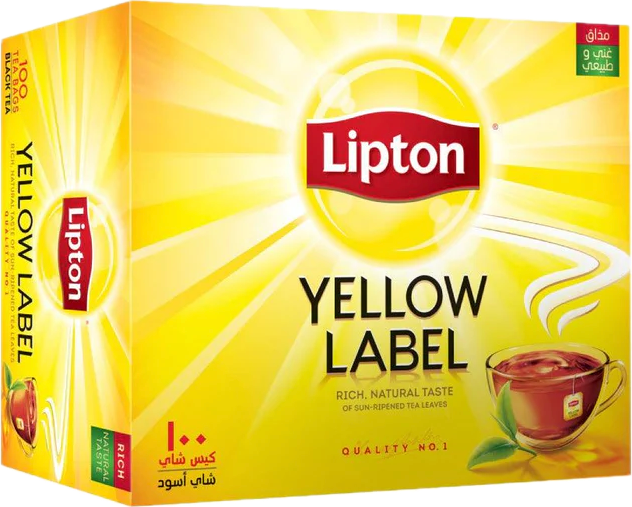 مذاق
غني و
طبيعي
Lipton
®
YELLOW
LABEL
RICH, NATURAL TASTE
OF SUN-RIPENED TEA LEAVES
QUALITY NO.1
١٠٠
كيس شاي
شاي أسود
100
TEA BAGS
BLACK TEA
YELLOW LABEL
RICH, NATURAL TASTE OF SUN-RIPENED TEA LEAVES
QUALITY NO.1
Lipton
RICH
NATURAL
TASTE